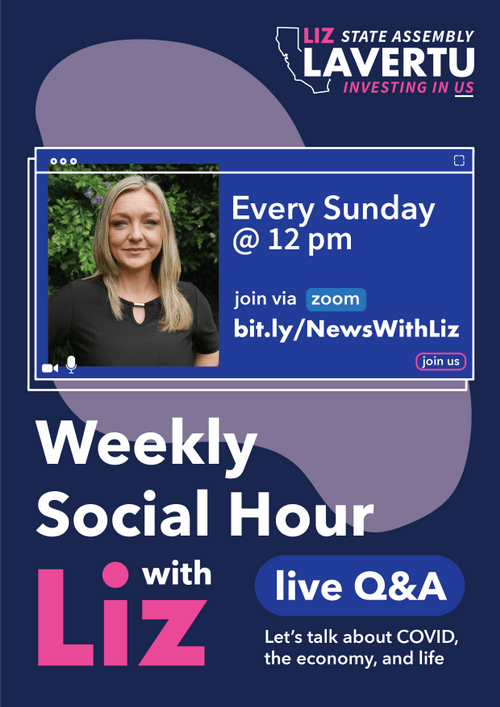 LIZ STATE ASSEMBLY
LAVERTU
INVESTING IN US
Every Sunday
@ 12 pm
join via zoom
bit.ly/NewsWithLiz
join us
Weekly
Social Hour
with
Liz
live Q&A
Let's talk about COVID,
the economy, and life